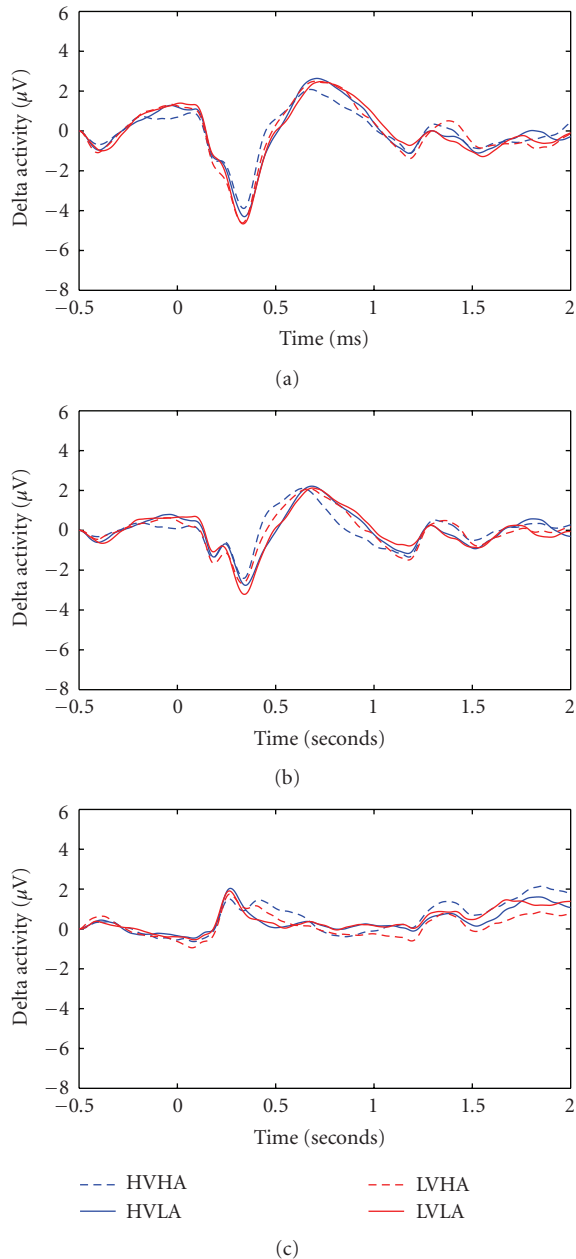 6
4
2
0
−2
−4
−6
−8
Delta activity (μV)
−0.5 0 0.5 1 1.5 2
Time (ms)
(a)
6
4
2
0
−2
−4
−6
−8
Delta activity (μV)
−0.5 0 0.5 1 1.5 2
Time (seconds)
(b)
6
4
2
0
−2
−4
−6
−8
Delta activity (μV)
−0.5 0 0.5 1 1.5 2
Time (seconds)
HVHA LVHA
HVLA LVLA
(c)